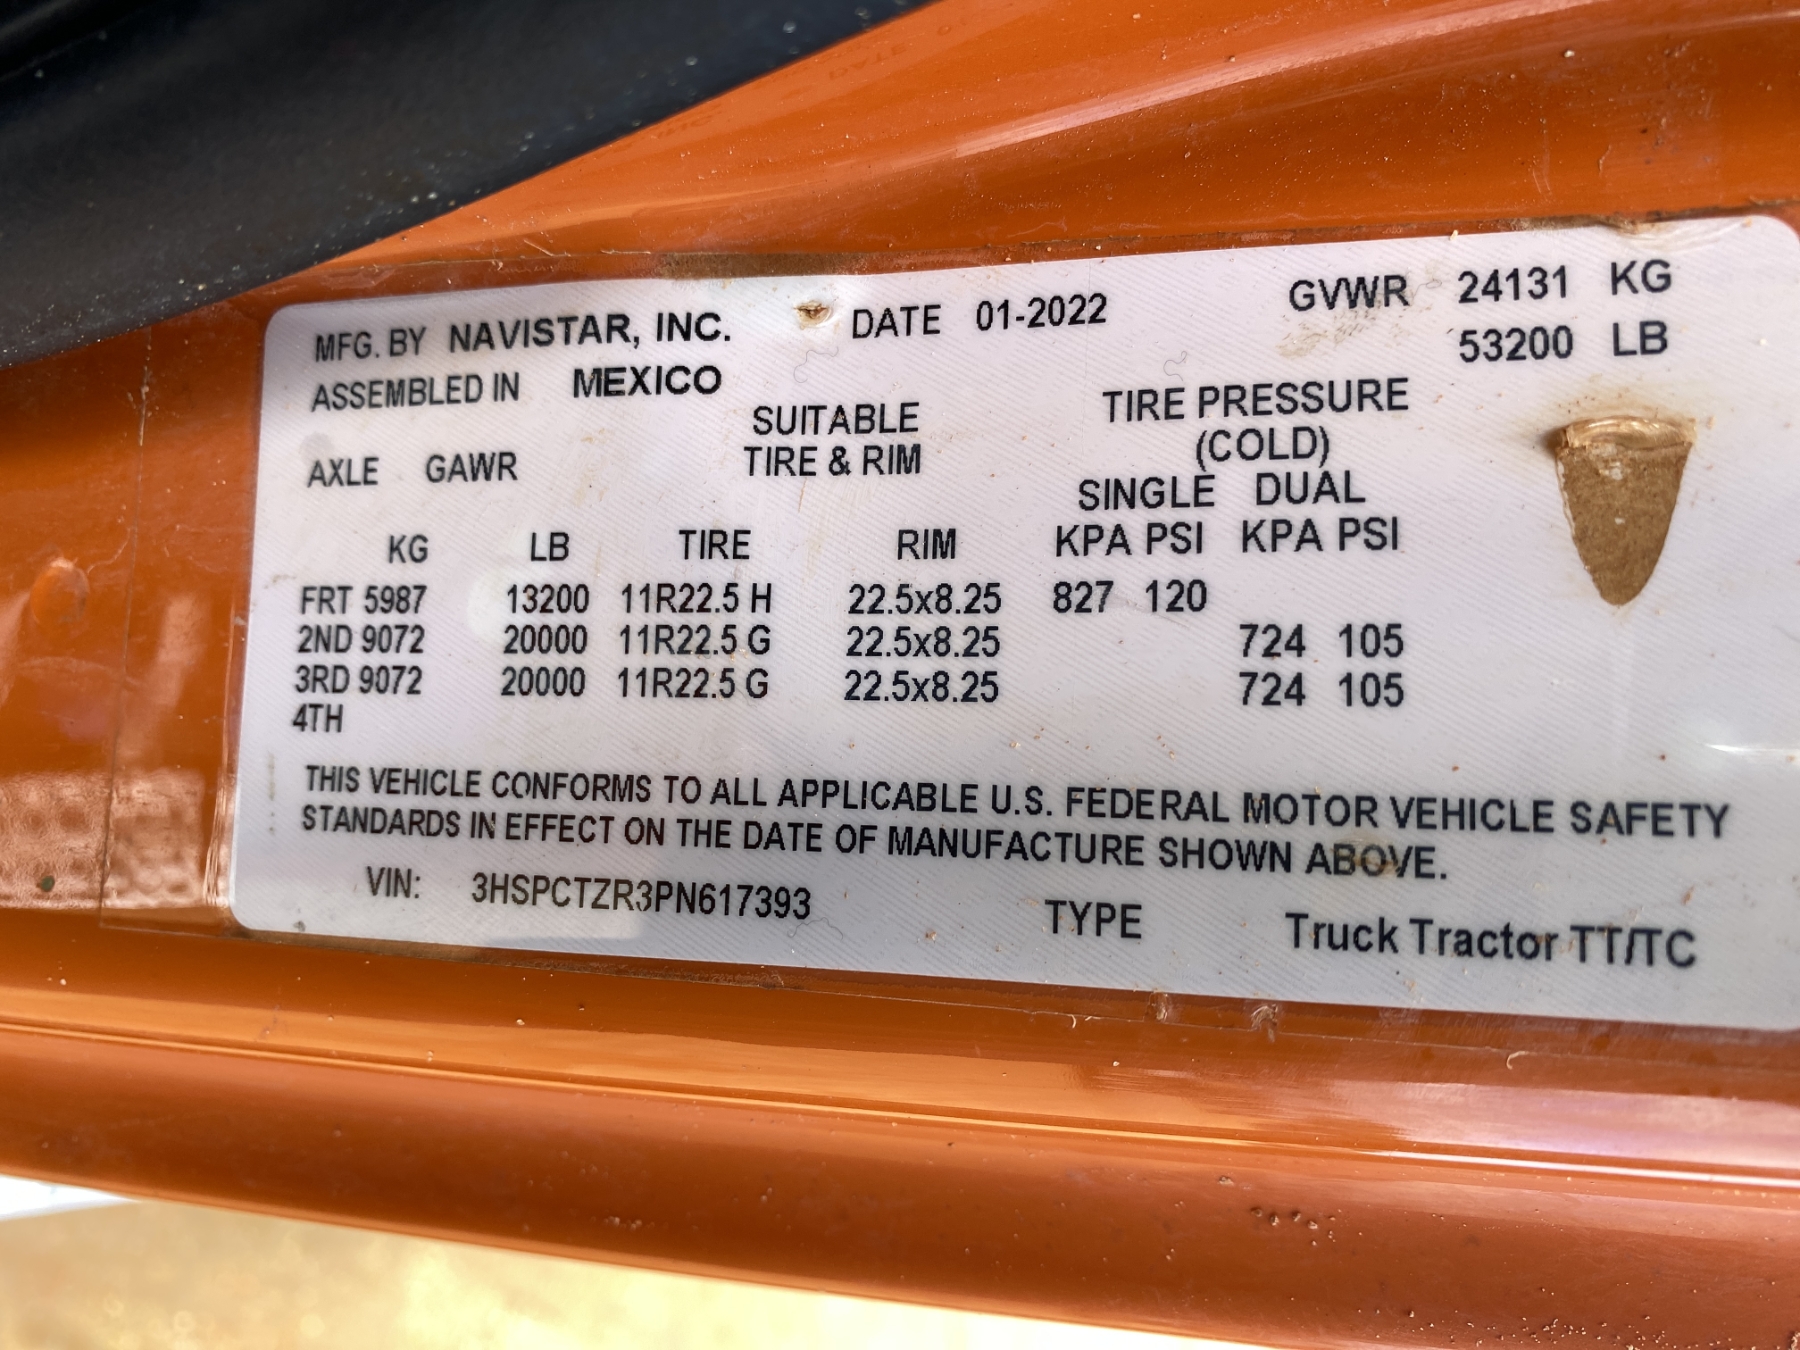 MFG. BY NAVISTAR, INC. DATE 01-2022 GVWR 24131 KG
ASSEMBLED IN MEXICO 53200 LB
SUITABLE TIRE PRESSURE
AXLE GAWR TIRE & RIM (COLD)
SINGLE DUAL
KG LB TIRE RIM KPA PSI KPA PSI
FRT 5987 13200 11R22.5 H 22.5x8.25 827 120
2ND 9072 20000 11R22.5 G 22.5x8.25 724 105
3RD 9072 20000 11R22.5 G 22.5x8.25 724 105
4TH
THIS VEHICLE CONFORMS TO ALL APPLICABLE U.S. FEDERAL MOTOR VEHICLE SAFETY
STANDARDS IN EFFECT ON THE DATE OF MANUFACTURE SHOWN ABOVE.
VIN: 3HSPCTZR3PN617393 TYPE Truck Tractor TT/TC